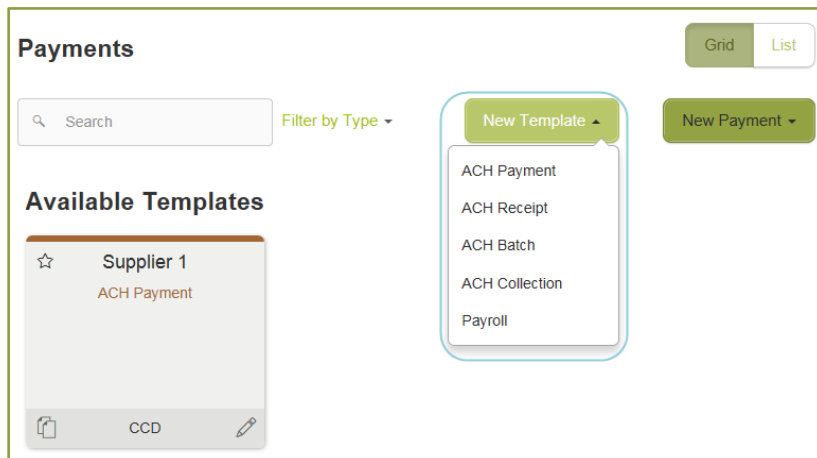 Payments
Grid List
Search
Filter by Type
New Template
New Payment
ACH Payment
ACH Receipt
ACH Batch
ACH Collection
Payroll
Available Templates
Supplier 1
ACH Payment
CCD